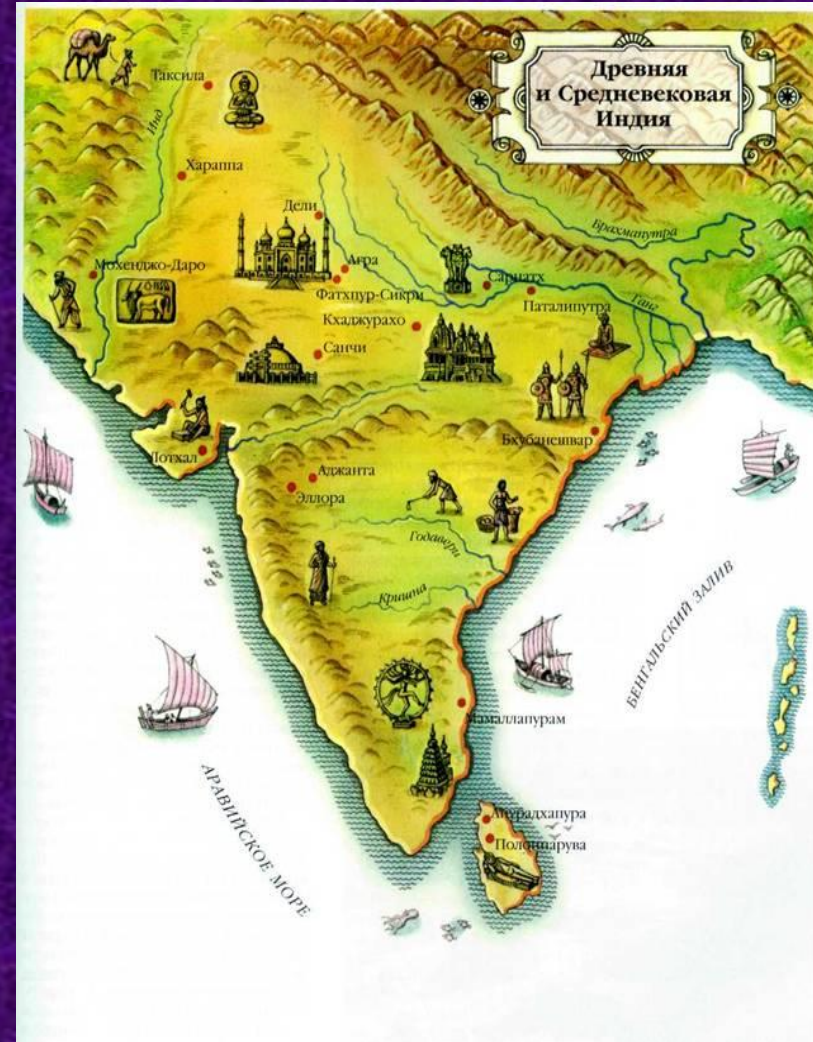 Древняя
и Средневековая
Индия
Таксила
Инд
Хараппа
Дели
Брахмапутра
Мохенджо-Даро
Агра
Сарнатх
Фатхпур-Сикри
Паталипутра
Ганг
Кхаджурахо
Санчи
Бхубанешвар
Лотхал
Аджанта
Эллора
Годавери
Кришна
БЕНГАЛЬСКИЙ ЗАЛИВ
Мамаллапурам
АРАВИЙСКОЕ МОРЕ
Анурадхапура
Полоннарува